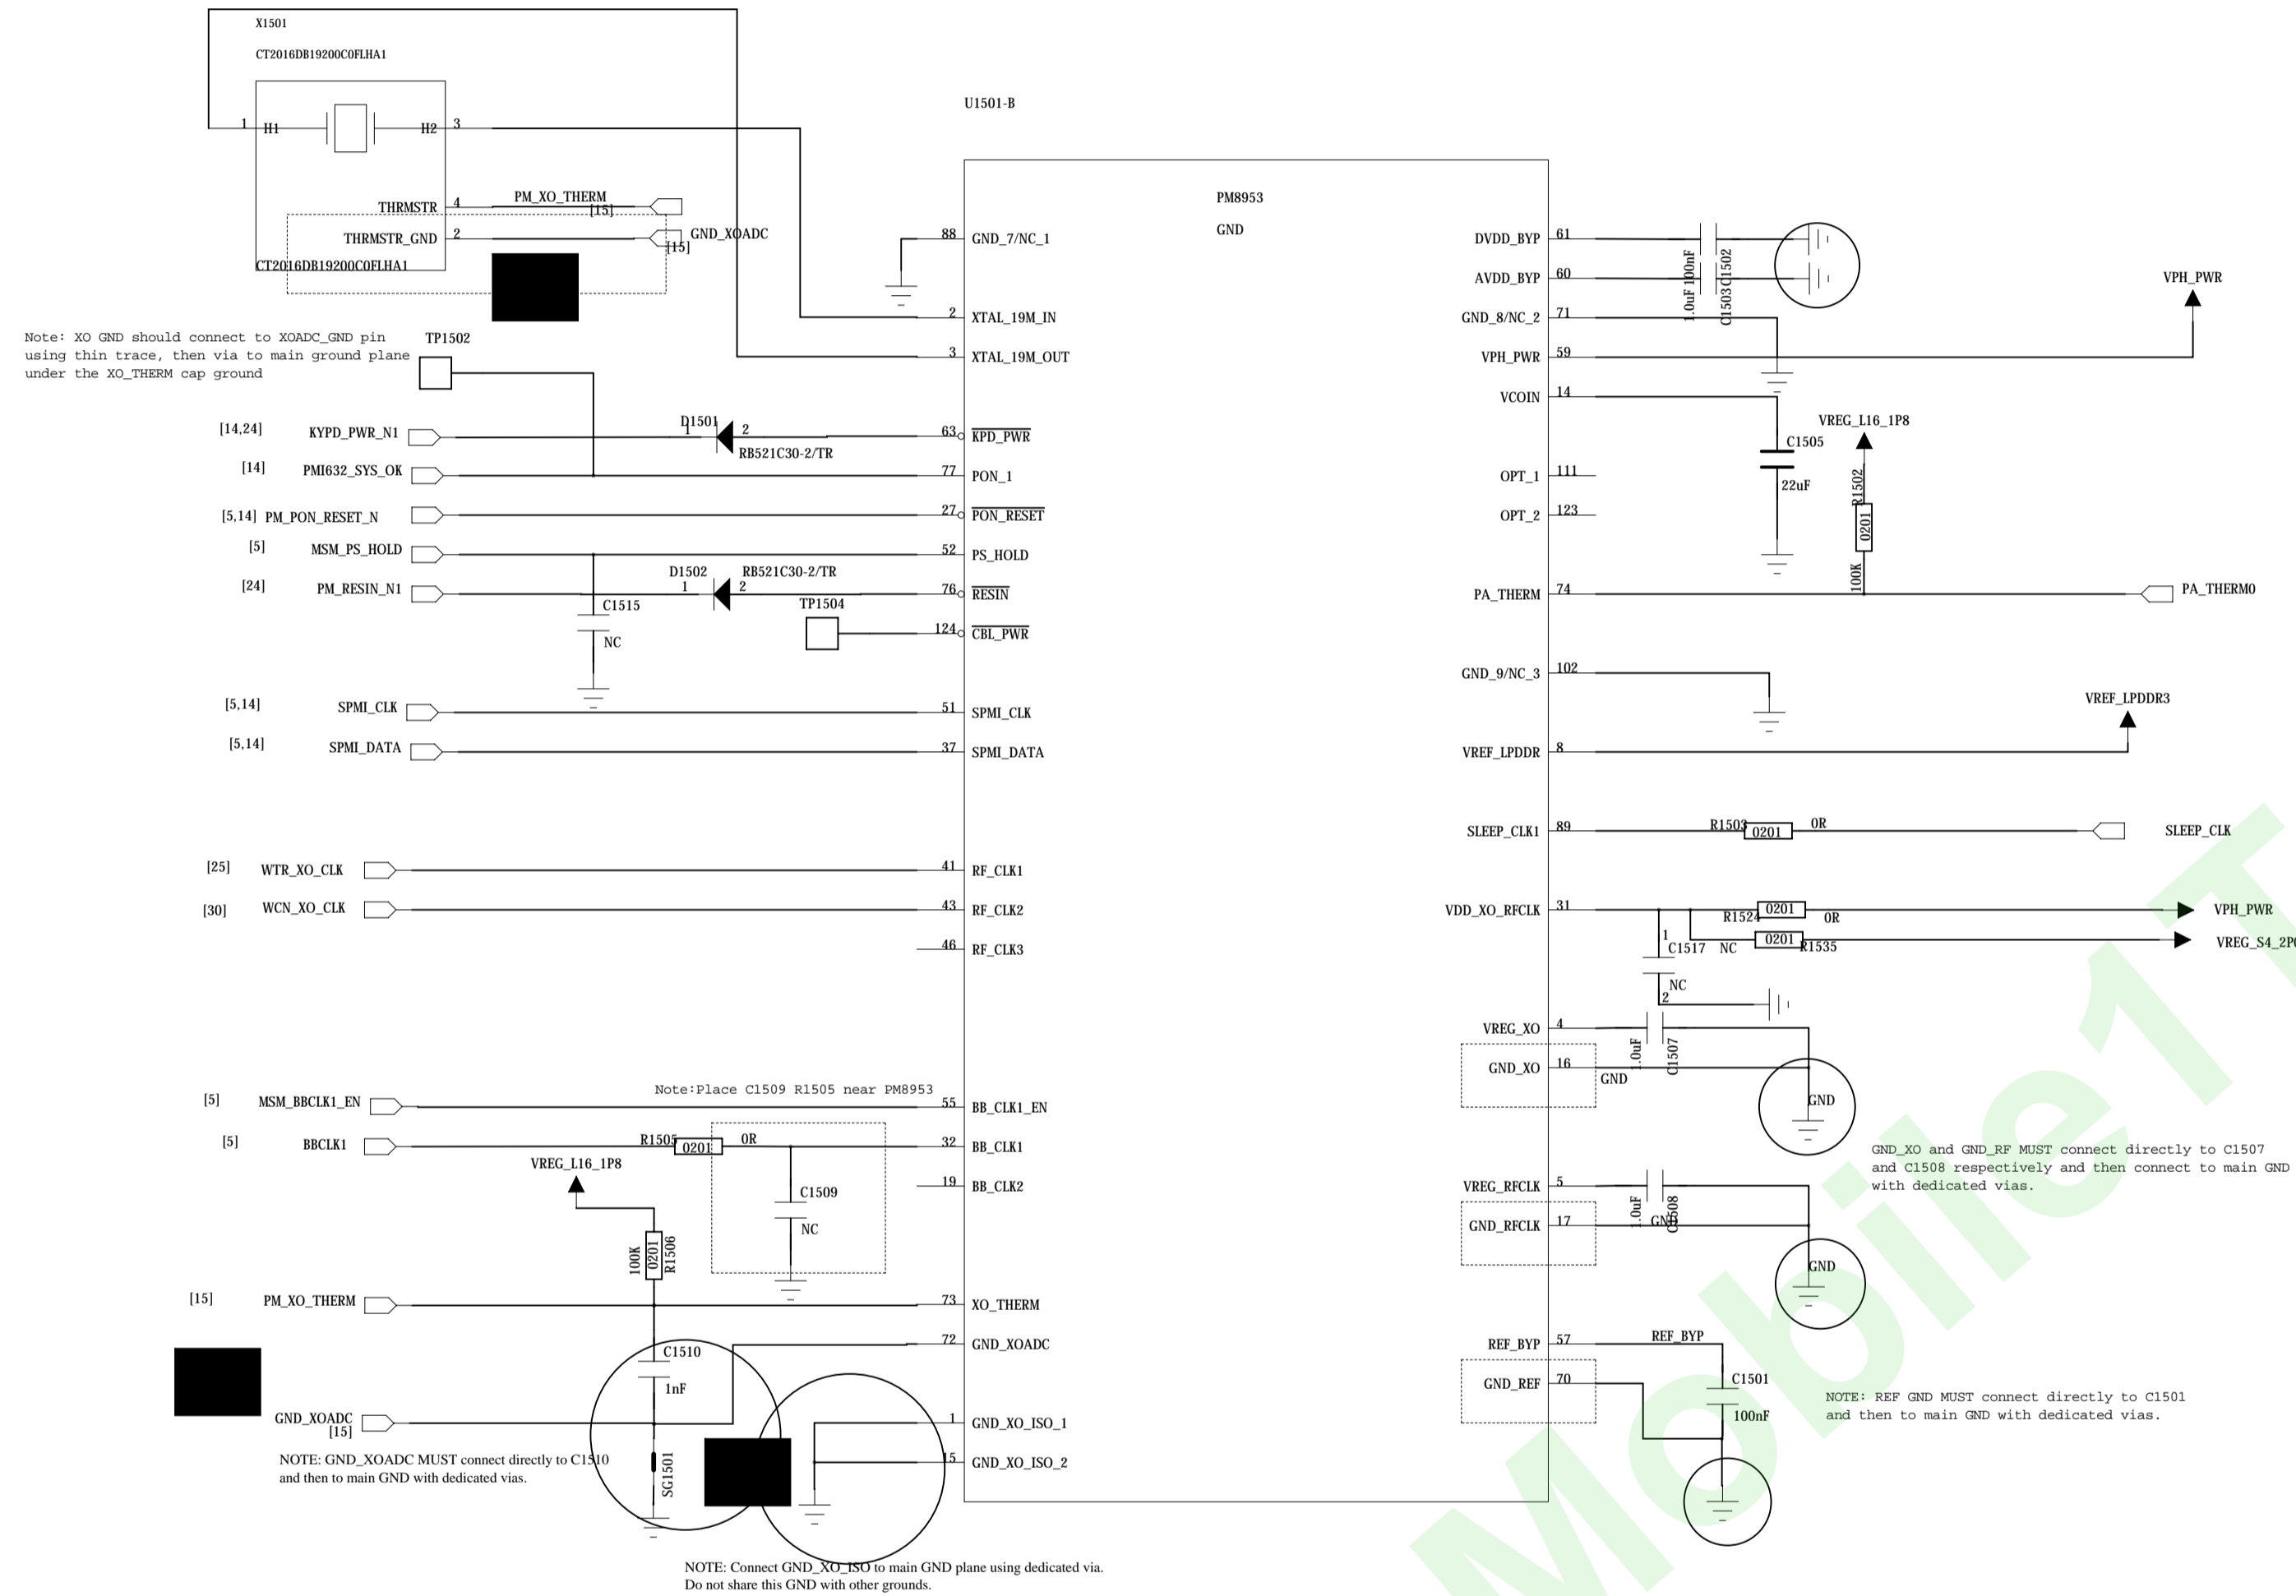 X1501
CT2016DB19200C0FLHA1
1
H1
H2
3
THRMSTR
4
PM_XO_THERM
[15]
THRMSTR_GND
2
GND_XOADC
[15]
CT2016DB19200C0FLHA1
Note: XO GND should connect to XOADC_GND pin
using thin trace, then via to main ground plane
under the XO_THERM cap ground
TP1502
[14,24]
KYPD_PWR_N1
D1501
1
2
RB521C30-2/TR
[14]
PMI632_SYS_OK
[5,14]
PM_PON_RESET_N
[5]
MSM_PS_HOLD
[24]
PM_RESIN_N1
D1502
1
2
RB521C30-2/TR
C1515
NC
TP1504
[5,14]
SPMI_CLK
[5,14]
SPMI_DATA
[25]
WTR_XO_CLK
[30]
WCN_XO_CLK
Note:Place C1509 R1505 near PM8953
[5]
MSM_BBCLK1_EN
[5]
BBCLK1
R1505
0201
0R
VREG_L16_1P8
C1509
NC
100K
0201
R1506
[15]
PM_XO_THERM
C1510
1nF
GND_XOADC
[15]
SG1501
NOTE: GND_XOADC MUST connect directly to C1510
and then to main GND with dedicated vias.
NOTE: Connect GND_XO_ISO to main GND plane using dedicated via.
Do not share this GND with other grounds.
U1501-B
PM8953
GND
88
GND_7/NC_1
2
XTAL_19M_IN
3
XTAL_19M_OUT
63
KPD_PWR
77
PON_1
27
PON_RESET
52
PS_HOLD
76
RESIN
124
CBL_PWR
51
SPMI_CLK
37
SPMI_DATA
41
RF_CLK1
43
RF_CLK2
46
RF_CLK3
55
BB_CLK1_EN
32
BB_CLK1
19
BB_CLK2
73
XO_THERM
72
GND_XOADC
1
GND_XO_ISO_1
15
GND_XO_ISO_2
DVDD_BYP
61
AVDD_BYP
60
GND_8/NC_2
71
VPH_PWR
59
VCOIN
14
OPT_1
111
OPT_2
123
PA_THERM
74
GND_9/NC_3
102
VREF_LPDDR
8
SLEEP_CLK1
89
VDD_XO_RFCLK
31
VREG_XO
4
GND_XO
16
VREG_RFCLK
5
GND_RFCLK
17
REF_BYP
57
GND_REF
70
100nF
C1502
1.0uF
C1503
VPH_PWR
C1505
22uF
VREG_L16_1P8
R1502
0201
100K
PA_THERM0
VREF_LPDDR3
R1503
0201
0R
SLEEP_CLK
R1524
0201
0R
VPH_PWR
1
C1517
NC
0201
R1535
NC
2
1.0uF
C1507
GND
GND
GND_XO and GND_RF MUST connect directly to C1507
and C1508 respectively and then connect to main GND
with dedicated vias.
1.0uF
C1508
GND
GND
REF_BYP
C1501
100nF
NOTE: REF GND MUST connect directly to C1501
and then to main GND with dedicated vias.